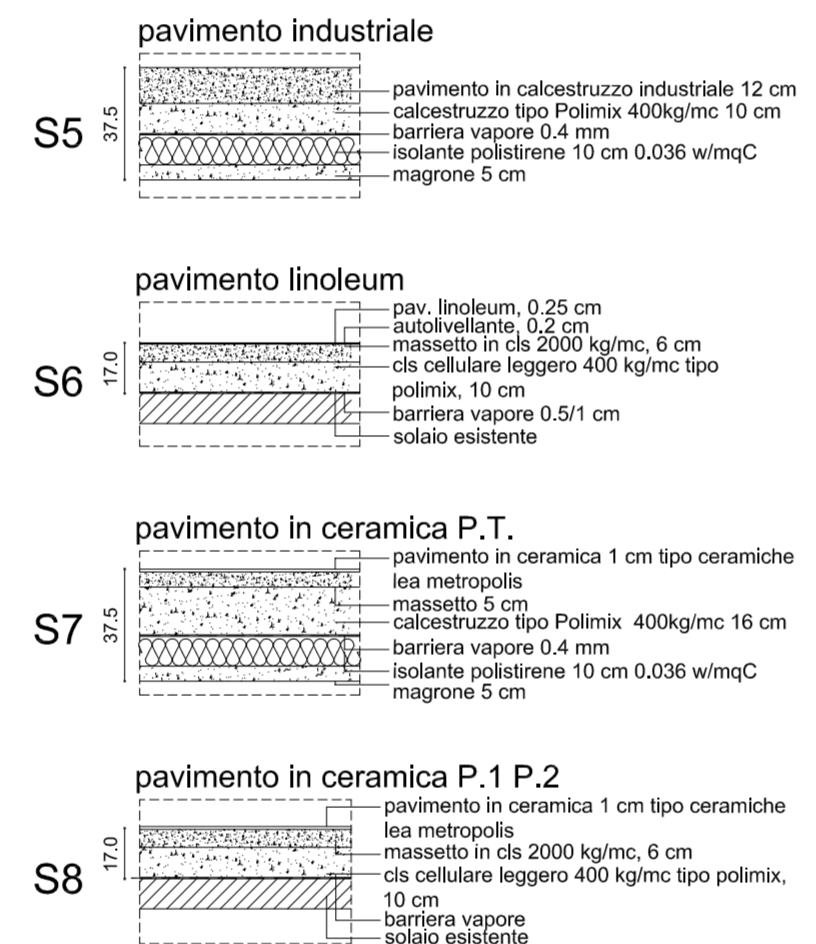 pavimento industriale
S5
37.5
pavimento in calcestruzzo industriale 12 cm
calcestruzzo tipo Polimix 400kg/mc 10 cm
barriera vapore 0.4 mm
isolante polistirene 10 cm 0.036 w/mqC
magrone 5 cm
pavimento linoleum
S6
17.0
pav. linoleum, 0.25 cm
autolivellante, 0.2 cm
massetto in cls 2000 kg/mc, 6 cm
cls cellulare leggero 400 kg/mc tipo
polimix, 10 cm
barriera vapore 0.5/1 cm
solaio esistente
pavimento in ceramica P.T.
S7
37.5
pavimento in ceramica 1 cm tipo ceramiche
lea metropolis
massetto 5 cm
calcestruzzo tipo Polimix  400kg/mc 16 cm
barriera vapore 0.4 mm
isolante polistirene 10 cm 0.036 w/mqC
magrone 5 cm
pavimento in ceramica P.1 P.2
S8
17.0
pavimento in ceramica 1 cm tipo ceramiche
lea metropolis
massetto in cls 2000 kg/mc, 6 cm
cls cellulare leggero 400 kg/mc tipo polimix,
10 cm
barriera vapore
solaio esistente